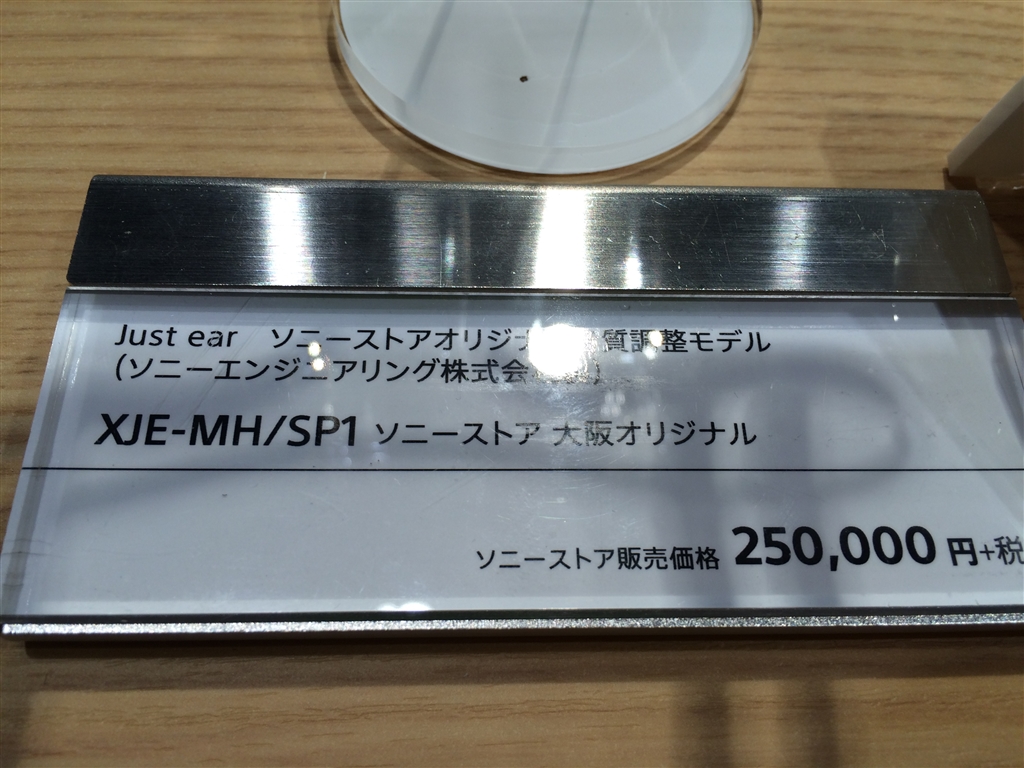 Just ear ソニーストアオリジナ 質調整モデル
(ソニーエンジニアリング株式会 )
XJE-MH/SP1 ソニーストア 大阪オリジナル
ソニーストア販売価格 250,000 円+税